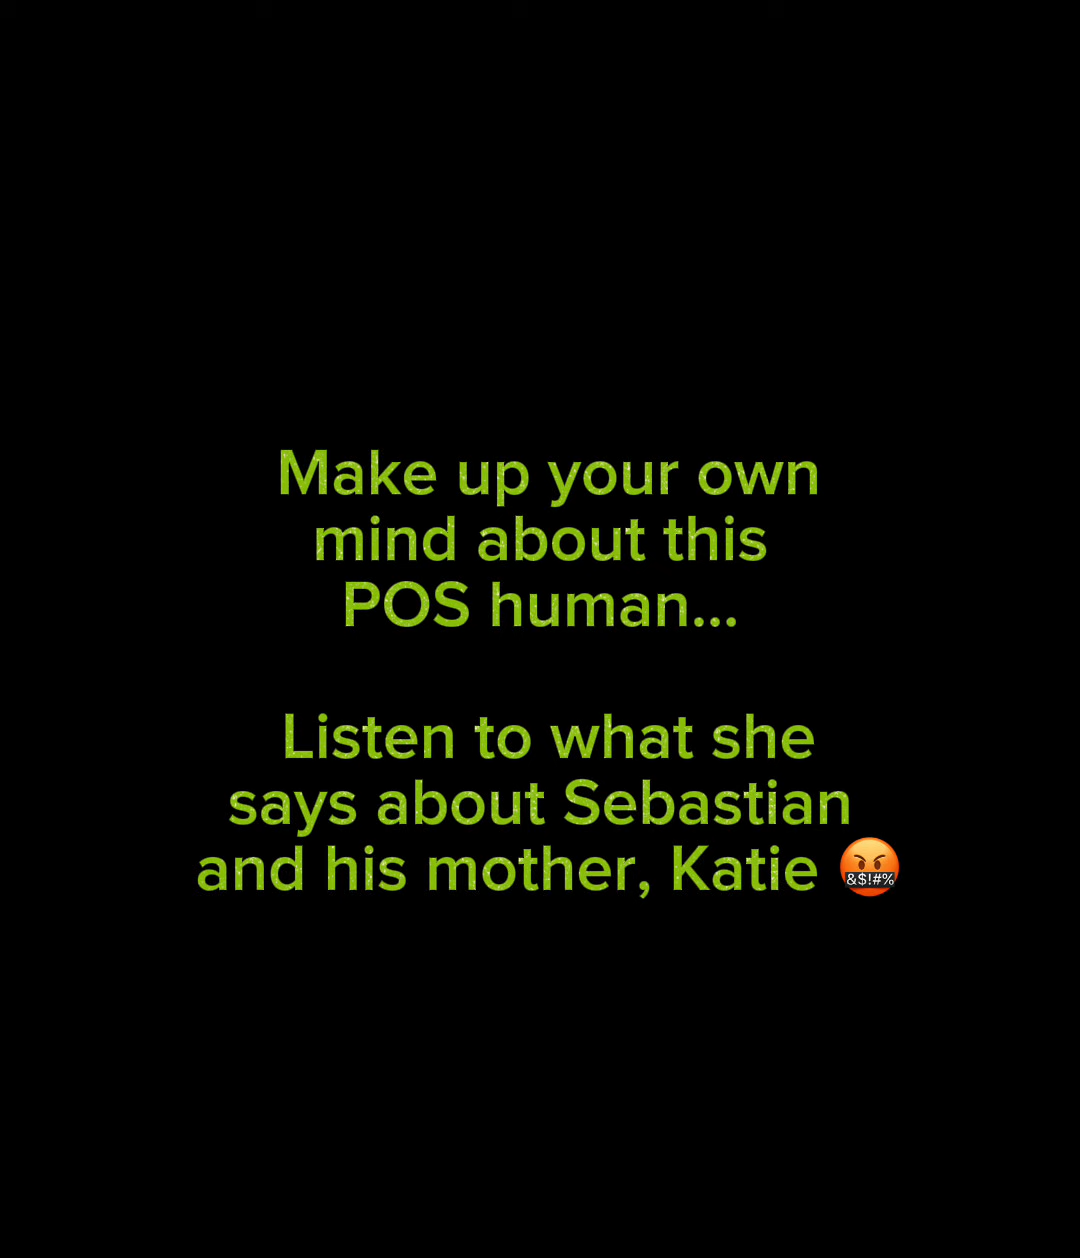 Make up your own
mind about this
POS human...
Listen to what she
says about Sebastian
and his mother, Katie 🤬
&$!#%